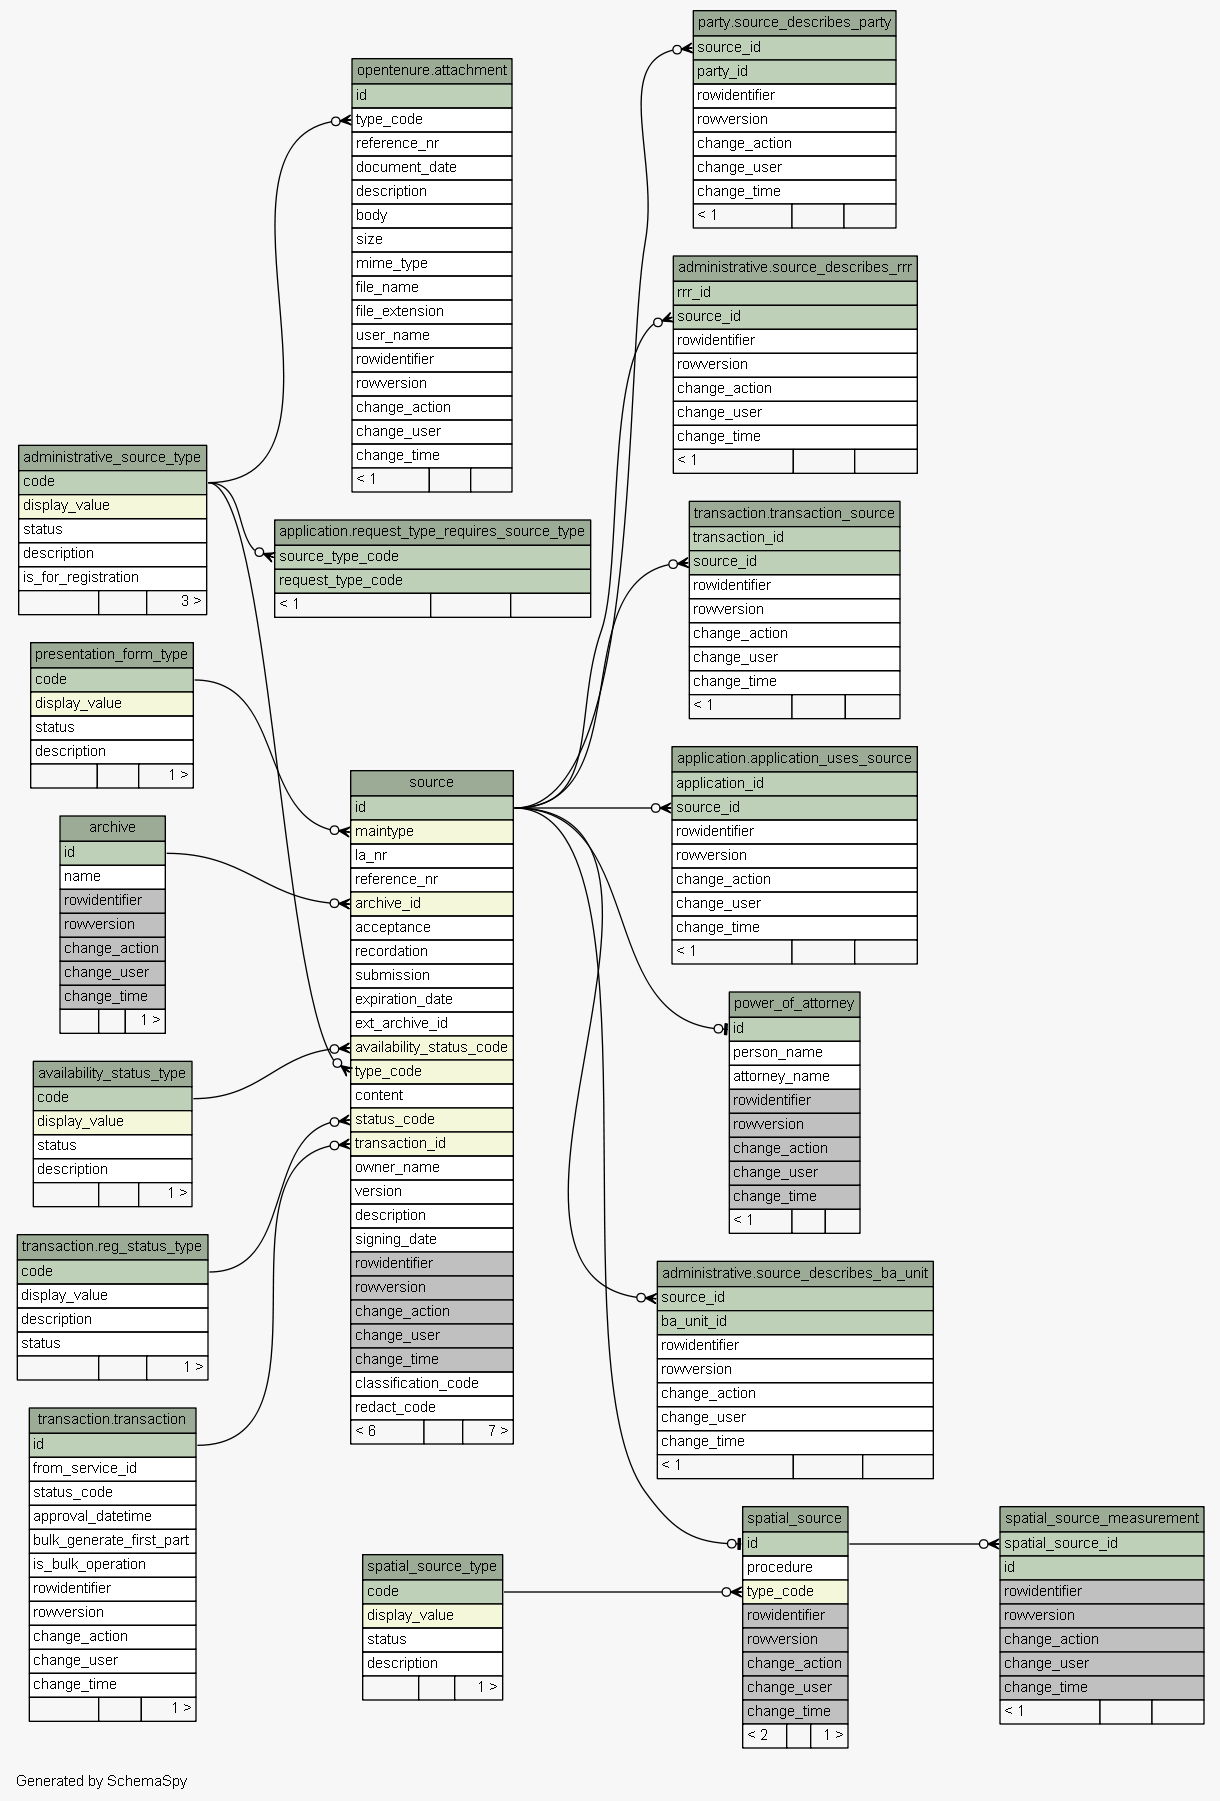 party.source_describes_party
source_id
party_id
rowidentifier
rowversion
change_action
change_user
change_time
< 1
opentenure.attachment
id
type_code
reference_nr
document_date
description
body
size
mime_type
file_name
file_extension
user_name
rowidentifier
rowversion
change_action
change_user
change_time
< 1
administrative.source_describes_rrr
rrr_id
source_id
rowidentifier
rowversion
change_action
change_user
change_time
< 1
administrative_source_type
code
display_value
status
description
is_for_registration
3 >
application.request_type_requires_source_type
source_type_code
request_type_code
< 1
transaction.transaction_source
transaction_id
source_id
rowidentifier
rowversion
change_action
change_user
change_time
< 1
presentation_form_type
code
display_value
status
description
1 >
source
id
maintype
la_nr
reference_nr
archive_id
acceptance
recordation
submission
expiration_date
ext_archive_id
availability_status_code
type_code
content
status_code
transaction_id
owner_name
version
description
signing_date
rowidentifier
rowversion
change_action
change_user
change_time
classification_code
redact_code
< 6
7 >
application.application_uses_source
application_id
source_id
rowidentifier
rowversion
change_action
change_user
change_time
< 1
archive
id
name
rowidentifier
rowversion
change_action
change_user
change_time
1 >
power_of_attorney
id
person_name
attorney_name
rowidentifier
rowversion
change_action
change_user
change_time
< 1
availability_status_type
code
display_value
status
description
1 >
transaction.reg_status_type
code
display_value
description
status
1 >
administrative.source_describes_ba_unit
source_id
ba_unit_id
rowidentifier
rowversion
change_action
change_user
change_time
< 1
transaction.transaction
id
from_service_id
status_code
approval_datetime
bulk_generate_first_part
is_bulk_operation
rowidentifier
rowversion
change_action
change_user
change_time
1 >
spatial_source_type
code
display_value
status
description
1 >
spatial_source
id
procedure
type_code
rowidentifier
rowversion
change_action
change_user
change_time
< 2
1 >
spatial_source_measurement
spatial_source_id
id
rowidentifier
rowversion
change_action
change_user
change_time
< 1
Generated by SchemaSpy